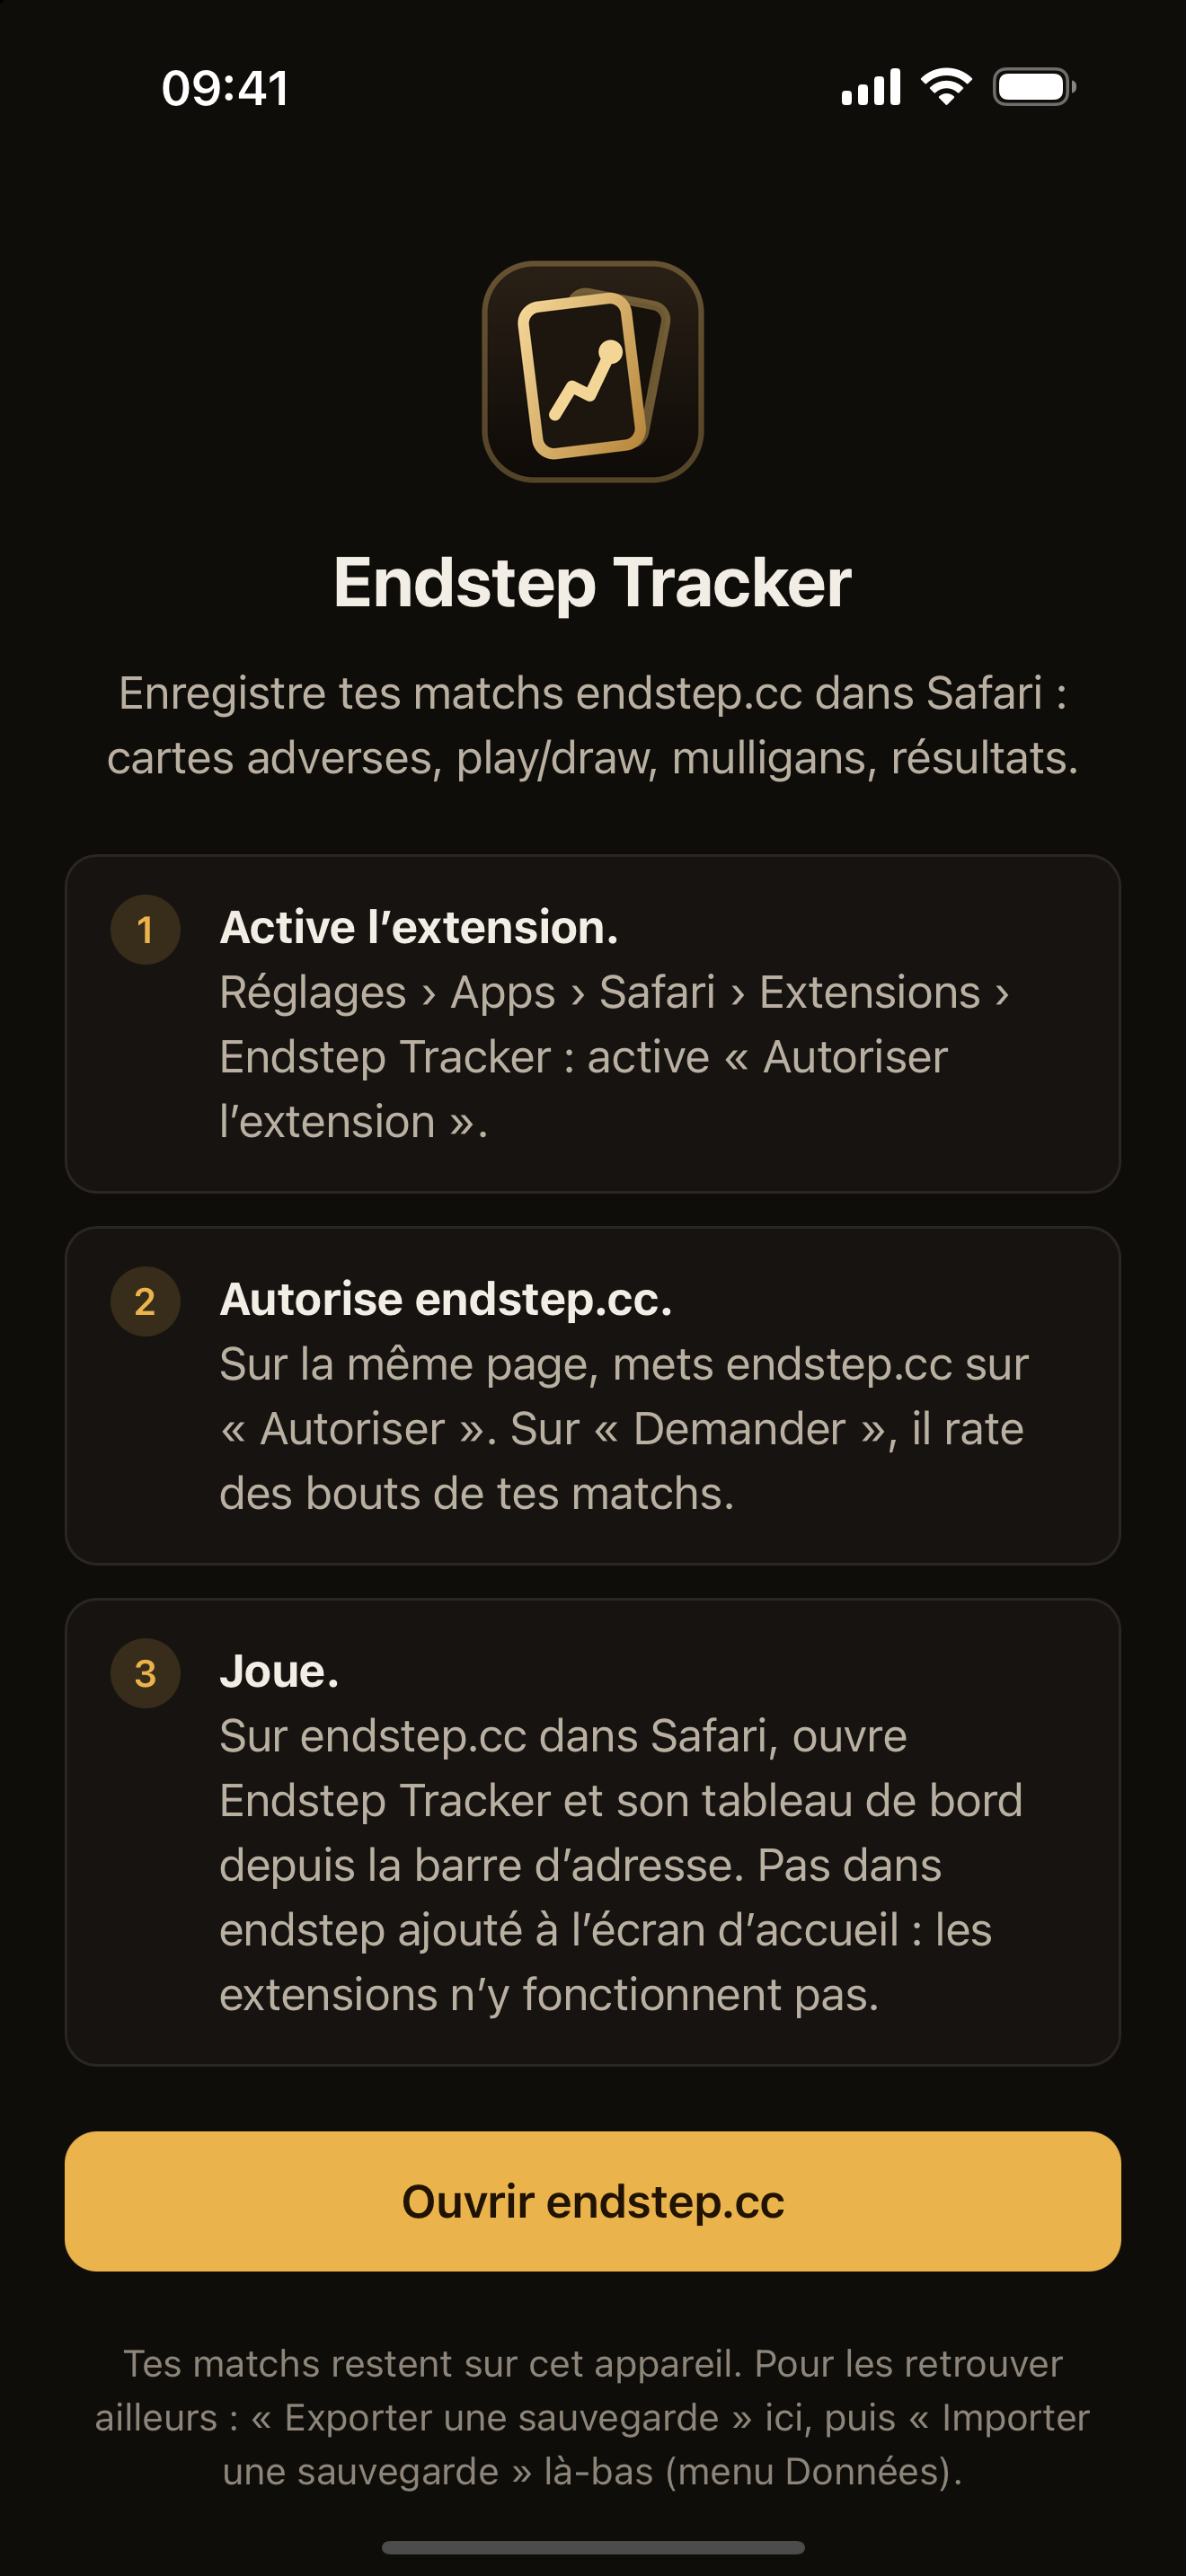 09:41
Endstep Tracker
Enregistre tes matchs endstep.cc dans Safari :
cartes adverses, play/draw, mulligans, résultats.
1
Active l’extension.
Réglages › Apps › Safari › Extensions ›
Endstep Tracker : active « Autoriser
l’extension ».
2
Autorise endstep.cc.
Sur la même page, mets endstep.cc sur
« Autoriser ». Sur « Demander », il rate
des bouts de tes matchs.
3
Joue.
Sur endstep.cc dans Safari, ouvre
Endstep Tracker et son tableau de bord
depuis la barre d’adresse. Pas dans
endstep ajouté à l’écran d’accueil : les
extensions n’y fonctionnent pas.
Ouvrir endstep.cc
Tes matchs restent sur cet appareil. Pour les retrouver
ailleurs : « Exporter une sauvegarde » ici, puis « Importer
une sauvegarde » là-bas (menu Données).